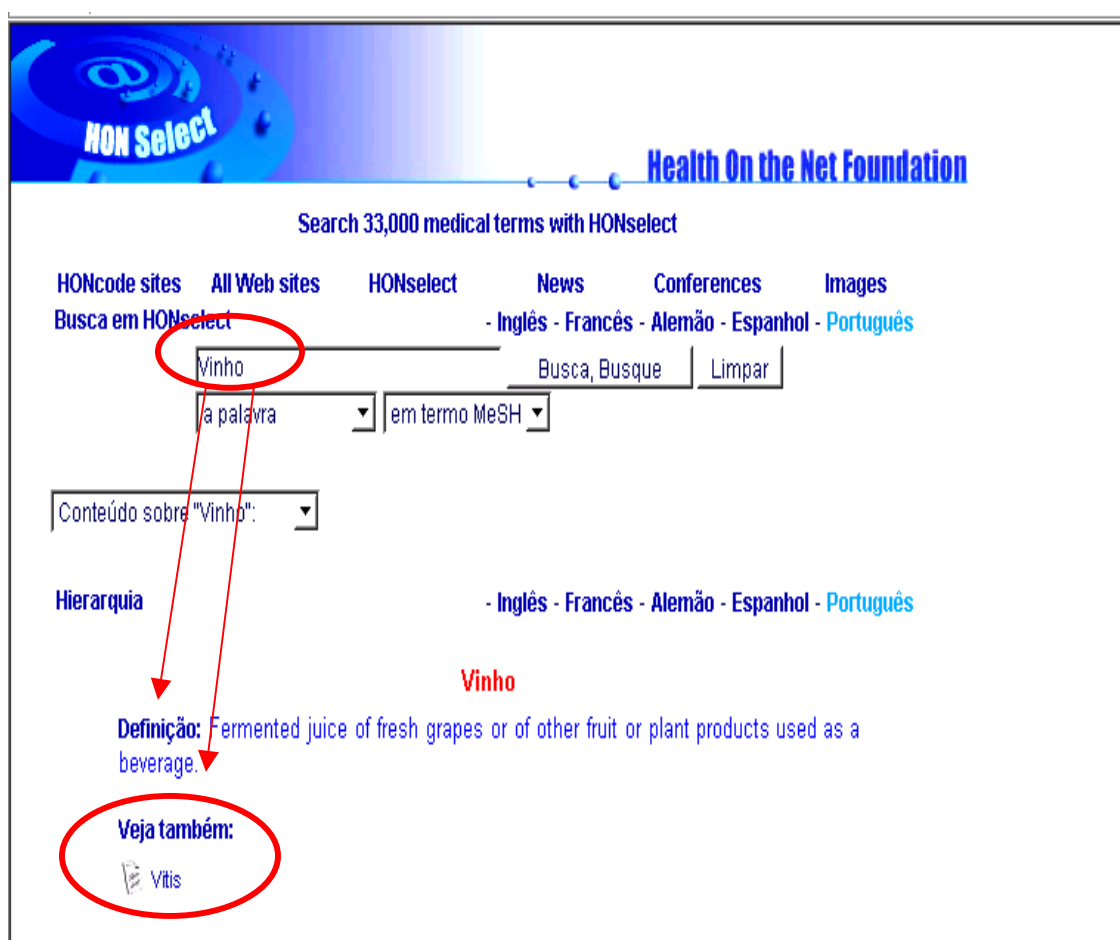 HON Select
Health On the Net Foundation
Search 33,000 medical terms with HONselect
HONcode sites All Web sites HONselect News Conferences Images
Busca em HONselect - Inglês - Francês - Alemão - Espanhol - Português
Vinho Busca, Busque Limpar
a palavra em termo MeSH
Conteúdo sobre "Vinho":
Hierarquia - Inglês - Francês - Alemão - Espanhol - Português
Vinho
Definição: Fermented juice of fresh grapes or of other fruit or plant products used as a
beverage.
Veja também:
Vitis